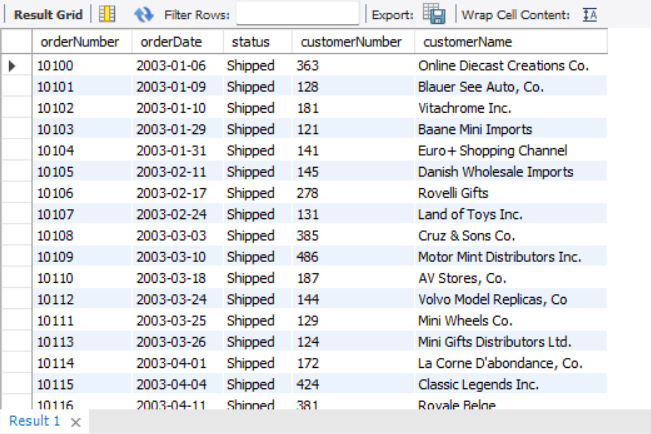 Result Grid Filter Rows: Export: Wrap Cell Content: IA
orderNumber orderDate status customerNumber customerName
10100 2003-01-06 Shipped 363 Online Diecast Creations Co.
10101 2003-01-09 Shipped 128 Blauer See Auto, Co.
10102 2003-01-10 Shipped 181 Vitachrome Inc.
10103 2003-01-29 Shipped 121 Baane Mini Imports
10104 2003-01-31 Shipped 141 Euro+ Shopping Channel
10105 2003-02-11 Shipped 145 Danish Wholesale Imports
10106 2003-02-17 Shipped 278 Rovelli Gifts
10107 2003-02-24 Shipped 131 Land of Toys Inc.
10108 2003-03-03 Shipped 385 Cruz & Sons Co.
10109 2003-03-10 Shipped 486 Motor Mint Distributors Inc.
10110 2003-03-18 Shipped 187 AV Stores, Co.
10112 2003-03-24 Shipped 144 Volvo Model Replicas, Co
10111 2003-03-25 Shipped 129 Mini Wheels Co.
10113 2003-03-26 Shipped 124 Mini Gifts Distributors Ltd.
10114 2003-04-01 Shipped 172 La Corne D'abondance, Co.
10115 2003-04-04 Shipped 424 Classic Legends Inc.
10116 2003-04-11 Shipped 381 Royale Belge
Result 1 ×